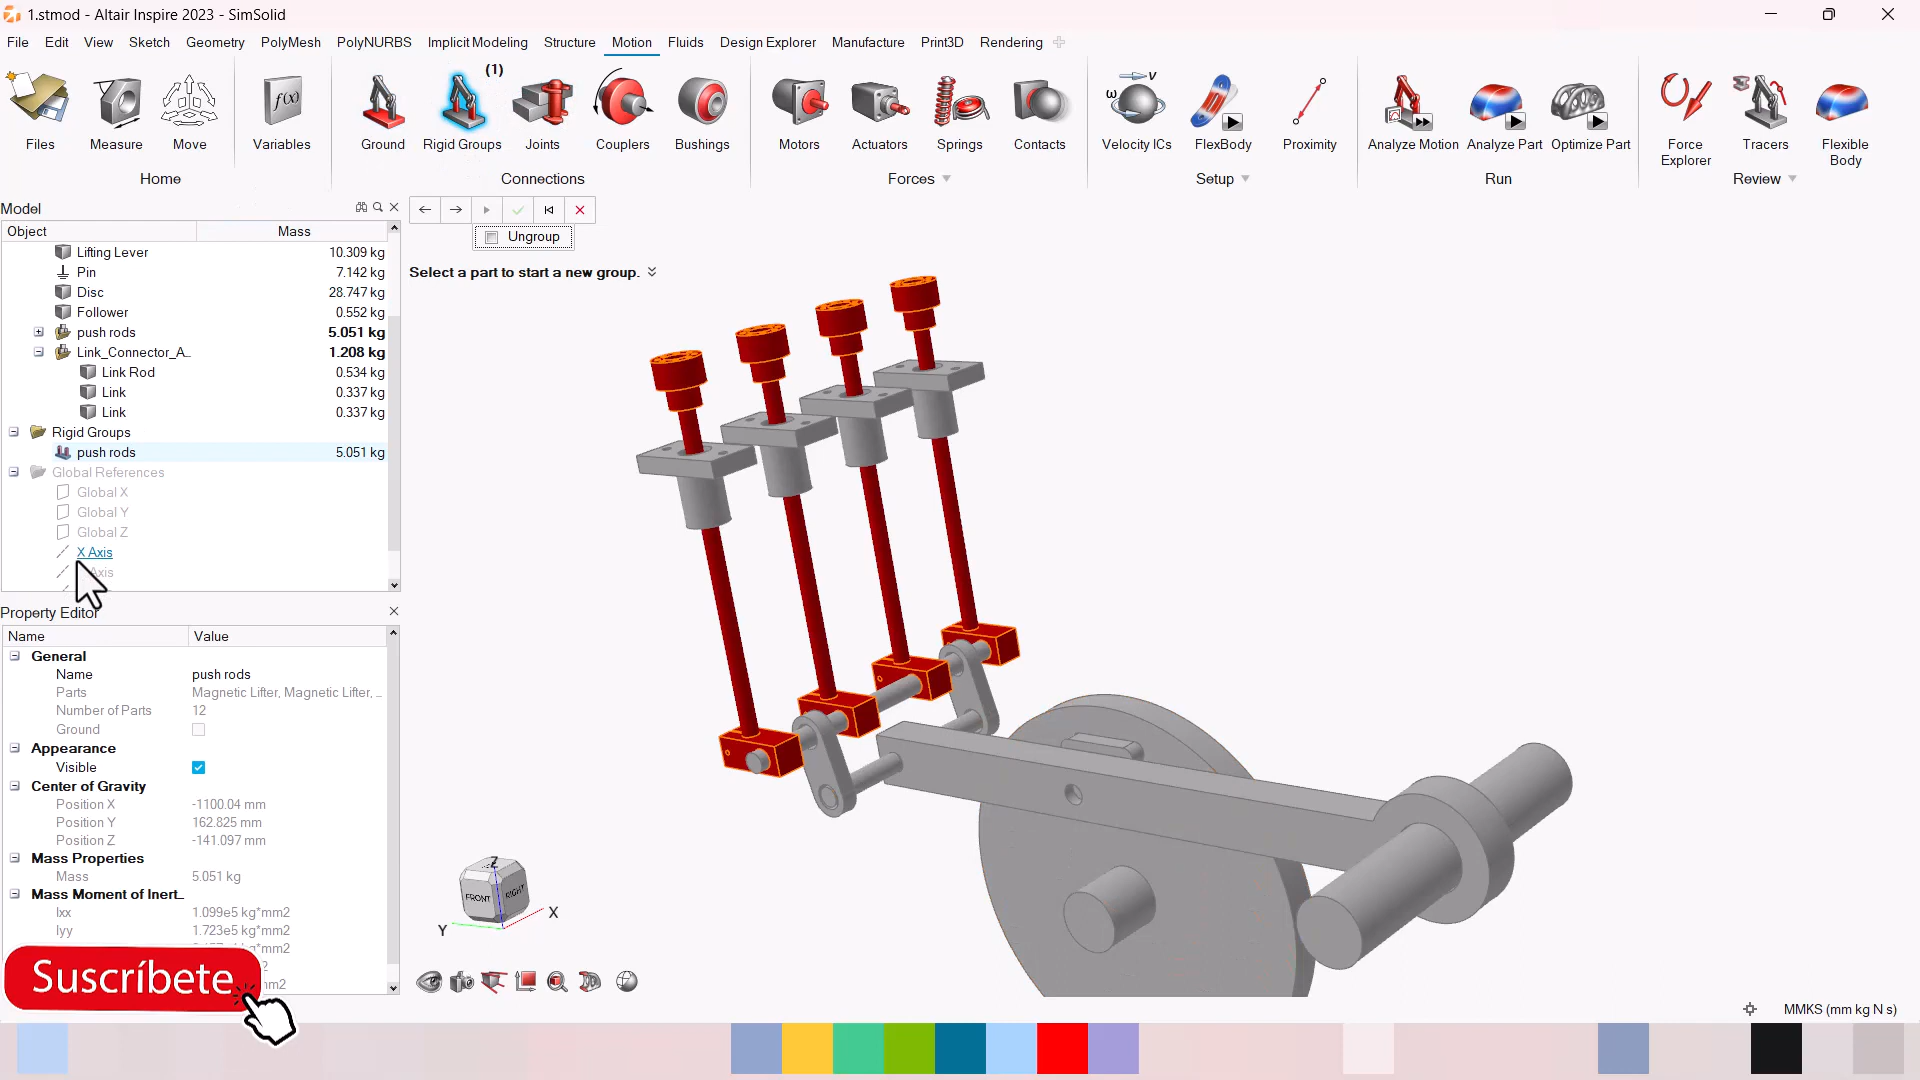 1.stmod - Altair Inspire 2023 - SimSolid
File Edit View Sketch Geometry PolyMesh PolyNURBS Implicit Modeling Structure Motion Fluids Design Explorer Manufacture Print3D Rendering
(1)
Files Measure Move Variables Ground Rigid Groups Joints Couplers Bushings Motors Actuators Springs Contacts Velocity ICs FlexBody Proximity Analyze Motion Analyze Part Optimize Part Force Explorer Tracers Flexible Body
Home Connections Forces Setup Run Review
Model
Object Mass
Ungroup
Select a part to start a new group.
Lifting Lever 10.309 kg
Pin 7.142 kg
Disc 28.747 kg
Follower 0.552 kg
push rods 5.051 kg
Link_Connector_A... 1.208 kg
Link Rod 0.534 kg
Link 0.337 kg
Link 0.337 kg
Rigid Groups
push rods 5.051 kg
Global References
Global X
Global Y
Global Z
X Axis
Axis
Property Editor
Name Value
General
Name push rods
Parts Magnetic Lifter, Magnetic Lifter, ...
Number of Parts 12
Ground
Appearance
Visible
Center of Gravity
Position X -1100.04 mm
Position Y 162.825 mm
Position Z -141.097 mm
Mass Properties
Mass 5.051 kg
Mass Moment of Inert...
Ixx 1.099e5 kg*mm2
Iyy 1.723e5 kg*mm2
Suscríbete
Z
FRONT RIGHT
X
Y
MMKS (mm kg N s)